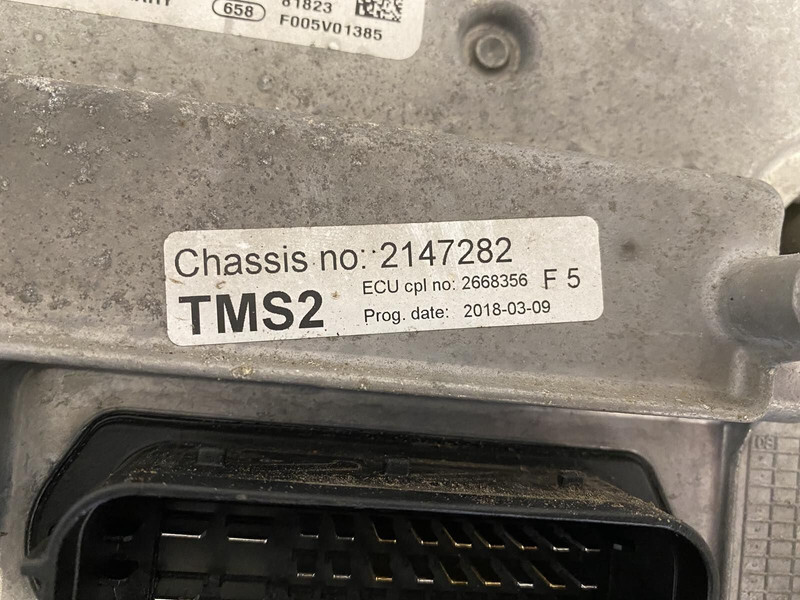 81823
658 F005V01385
Chassis no: 2147282
ECU cpl no: 2668356 F 5
TMS2 Prog. date: 2018-03-09